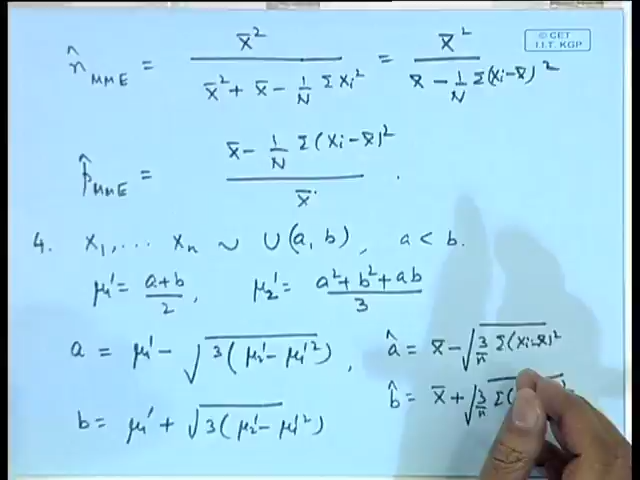 © CET
I.I.T. KGP
n̂_MME = x̄² / (x̄² + x̄ − (1/N) Σxi²) = x̄² / (x̄ − (1/N) Σ(xi−x̄)²)
p̂_MME = (x̄ − (1/N) Σ(xi−x̄)²) / x̄ .
4. X₁, ... Xₙ ~ U(a, b), a < b.
μ₁' = (a+b)/2, μ₂' = (a²+b²+ab)/3
a = μ₁' − √(3(μ₂' − μ₁'²)), â = x̄ − √((3/n) Σ(xi−x̄)²)
b = μ₁' + √(3(μ₂' − μ₁'²)) b̂ = x̄ + √((3/n) Σ(